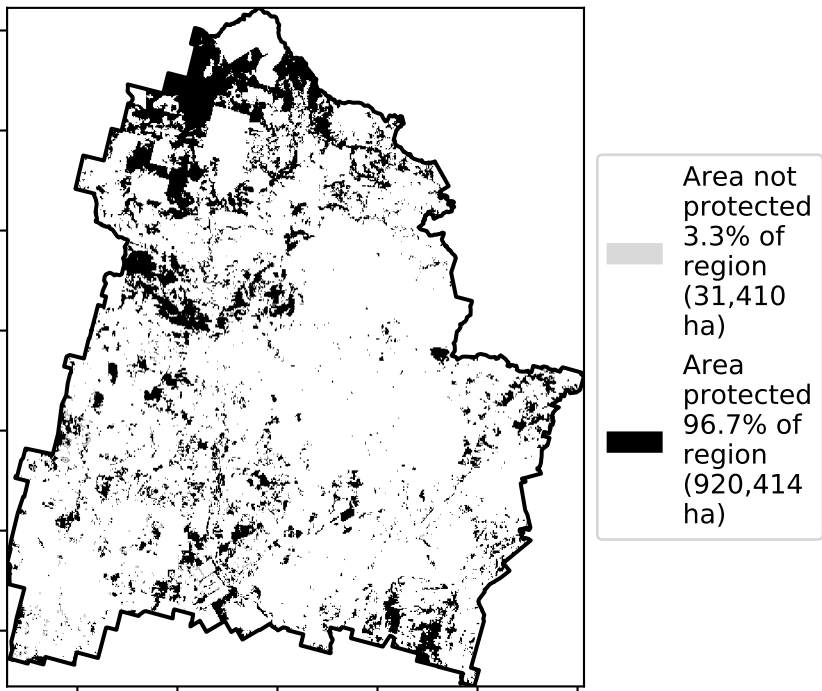 Area not
protected
3.3% of
region
(31,410
ha)
Area
protected
96.7% of
region
(920,414
ha)